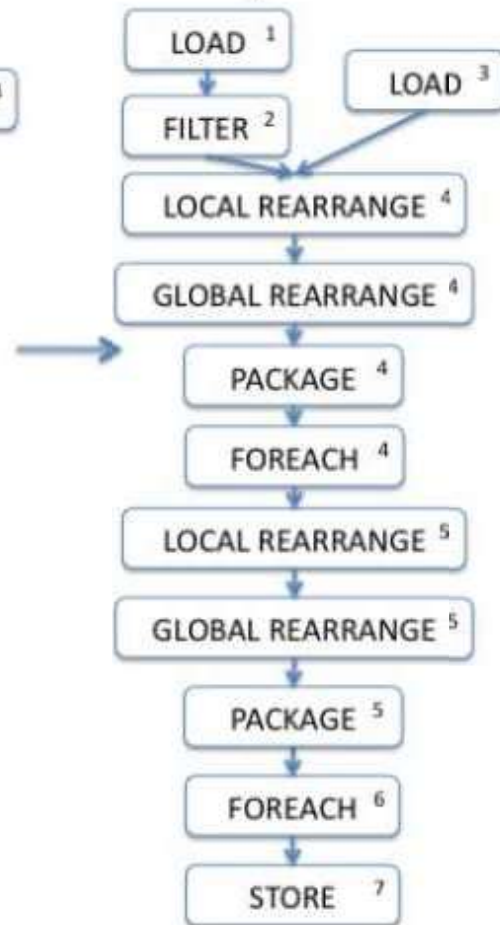 LOAD 1
LOAD 3
FILTER 2
LOCAL REARRANGE 4
GLOBAL REARRANGE 4
PACKAGE 4
FOREACH 4
LOCAL REARRANGE 5
GLOBAL REARRANGE 5
PACKAGE 5
FOREACH 6
STORE 7